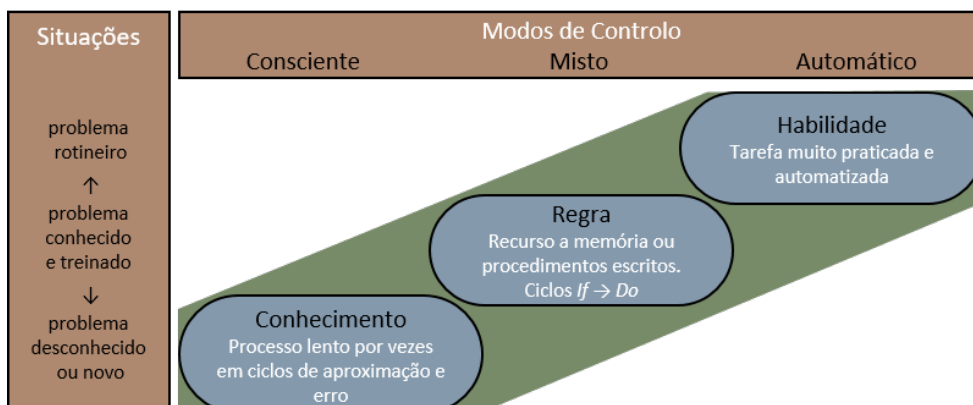 Situações
problema
rotineiro
↑
problema
conhecido
e treinado
↓
problema
desconhecido
ou novo
Modos de Controlo
Consciente Misto Automático
Habilidade
Tarefa muito praticada e
automatizada
Regra
Recurso a memória ou
procedimentos escritos.
Ciclos If → Do
Conhecimento
Processo lento por vezes
em ciclos de aproximação e
erro